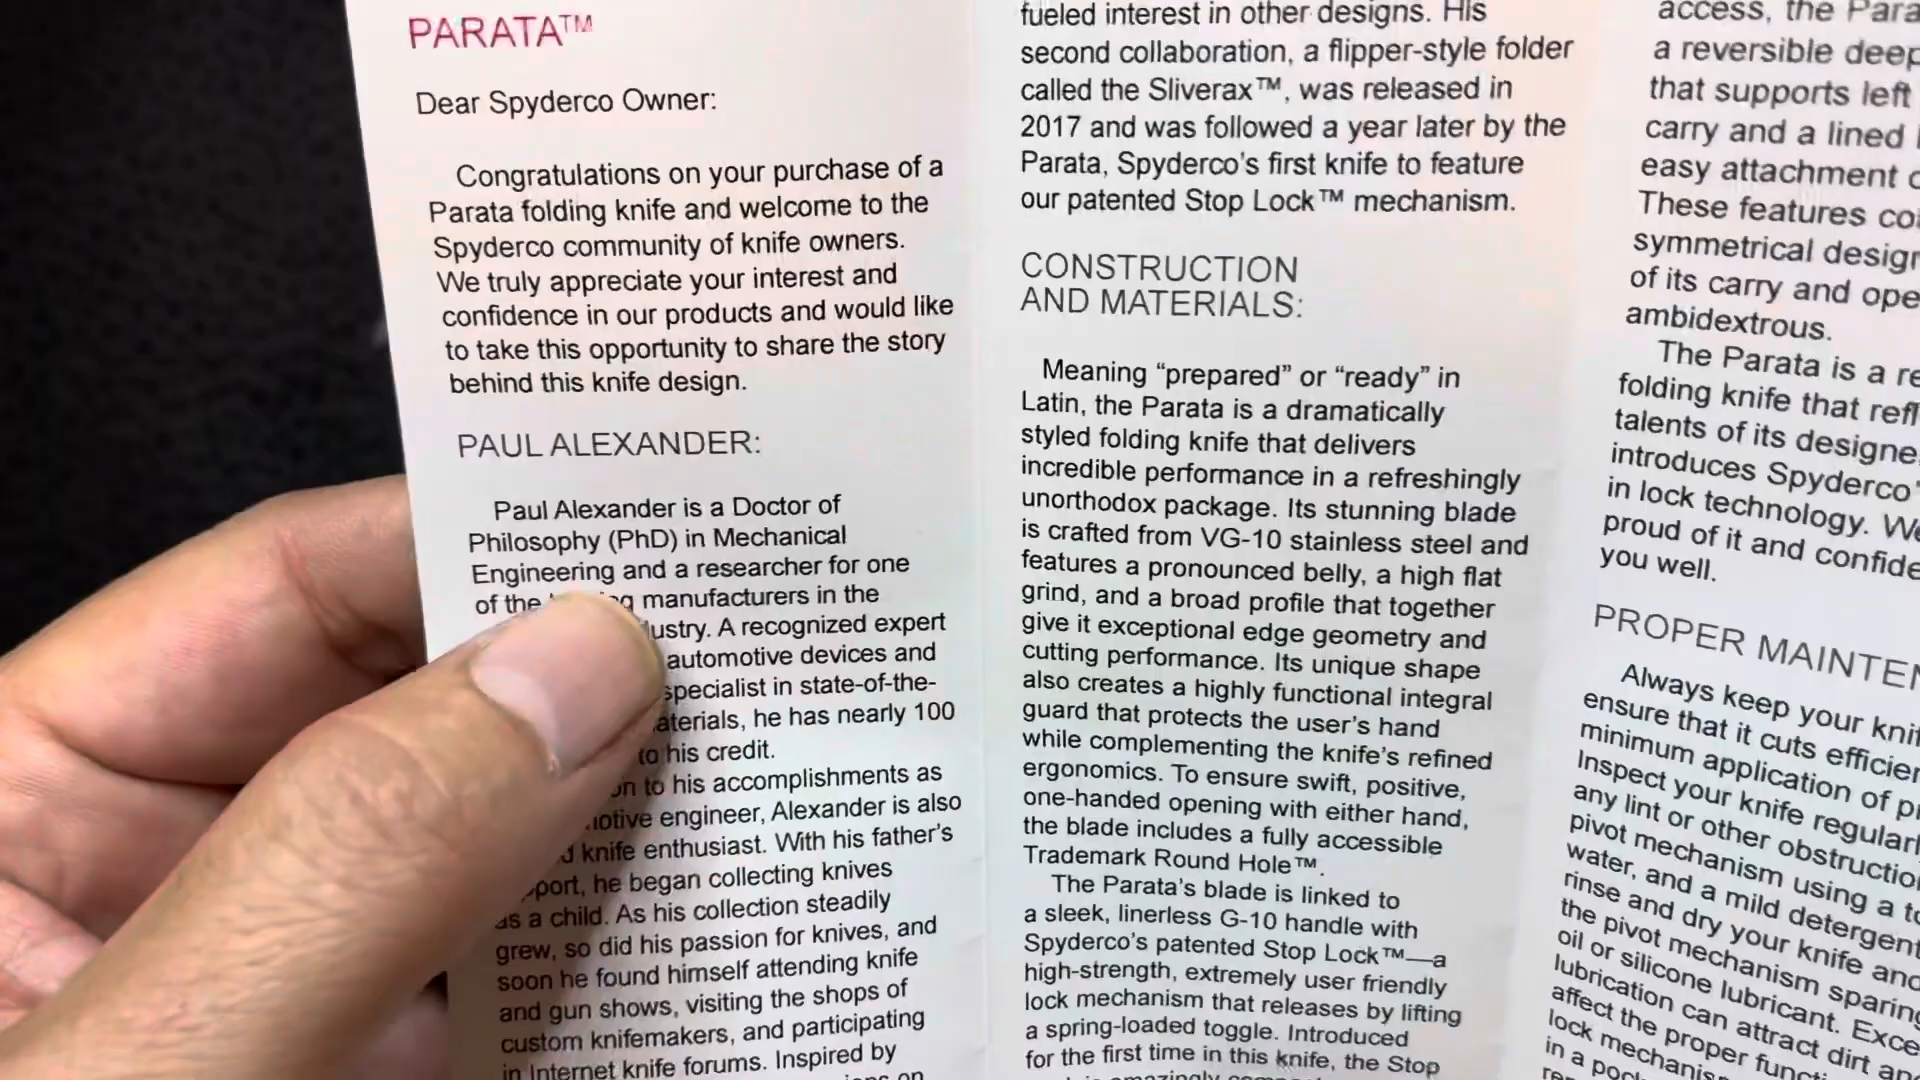 PARATA™
Dear Spyderco Owner:
Congratulations on your purchase of a
Parata folding knife and welcome to the
Spyderco community of knife owners.
We truly appreciate your interest and
confidence in our products and would like
to take this opportunity to share the story
behind this knife design.
PAUL ALEXANDER:
Paul Alexander is a Doctor of
Philosophy (PhD) in Mechanical
Engineering and a researcher for one
of the manufacturers in the
A recognized expert
automotive devices and
specialist in state-of-the-
he has nearly 100
to his credit.
to his accomplishments as
engineer, Alexander is also
knife enthusiast. With his father's
he began collecting knives
as a child. As his collection steadily
grew, so did his passion for knives, and
soon he found himself attending knife
and gun shows, visiting the shops of
custom knifemakers, and participating
in Internet knife forums. Inspired by
on
fueled interest in other designs. His
second collaboration, a flipper-style folder
called the Sliverax™, was released in
2017 and was followed a year later by the
Parata, Spyderco's first knife to feature
our patented Stop Lock™ mechanism.
CONSTRUCTION
AND MATERIALS:
Meaning “prepared” or “ready” in
Latin, the Parata is a dramatically
styled folding knife that delivers
incredible performance in a refreshingly
unorthodox package. Its stunning blade
is crafted from VG-10 stainless steel and
features a pronounced belly, a high flat
grind, and a broad profile that together
give it exceptional edge geometry and
cutting performance. Its unique shape
also creates a highly functional integral
guard that protects the user's hand
while complementing the knife's refined
ergonomics. To ensure swift, positive,
one-handed opening with either hand,
the blade includes a fully accessible
Trademark Round Hole™.
The Parata's blade is linked to
a sleek, linerless G-10 handle with
Spyderco's patented Stop Lock™—a
high-strength, extremely user friendly
lock mechanism that releases by lifting
a spring-loaded toggle. Introduced
for the first time in this knife, the Stop
access, the
a reversible deep
that supports left
carry and a lined
easy attachment
These features
symmetrical design
of its carry and
ambidextrous.
The Parata is a
folding knife that
talents of its
introduces Spyderco's
in lock technology.
proud of it and
you well.
PROPER
Always keep your
ensure that it cuts
minimum application of
Inspect your knife
any lint or other
pivot mechanism using a
water, and a mild detergent
rinse and dry your knife and
the pivot mechanism
oil or silicone lubricant.
lubrication can attract dirt
affect the proper
lock
in a